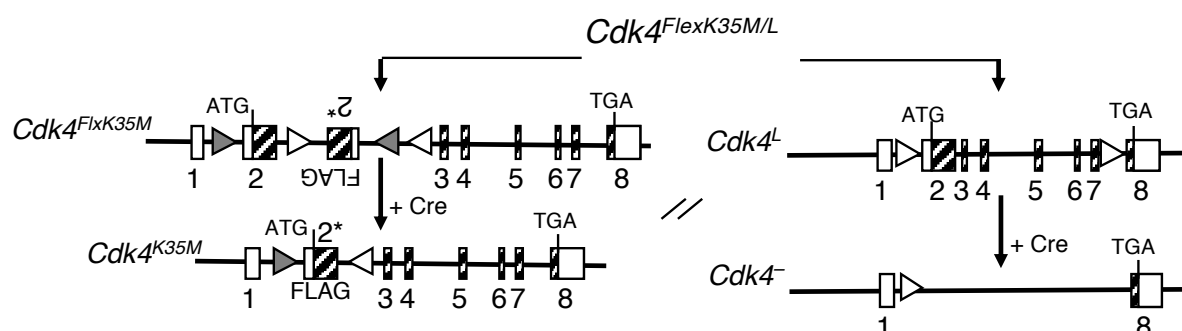 Cdk4FlexK35M/L
ATG 2* TGA
Cdk4FlxK35M
1 2 FLAG 3 4 5 6 7 8
+ Cre
ATG 2* TGA
Cdk4K35M
FLAG
1 3 4 5 6 7 8
ATG TGA
Cdk4L
1 2 3 4 5 6 7 8
+ Cre
TGA
Cdk4–
1 8